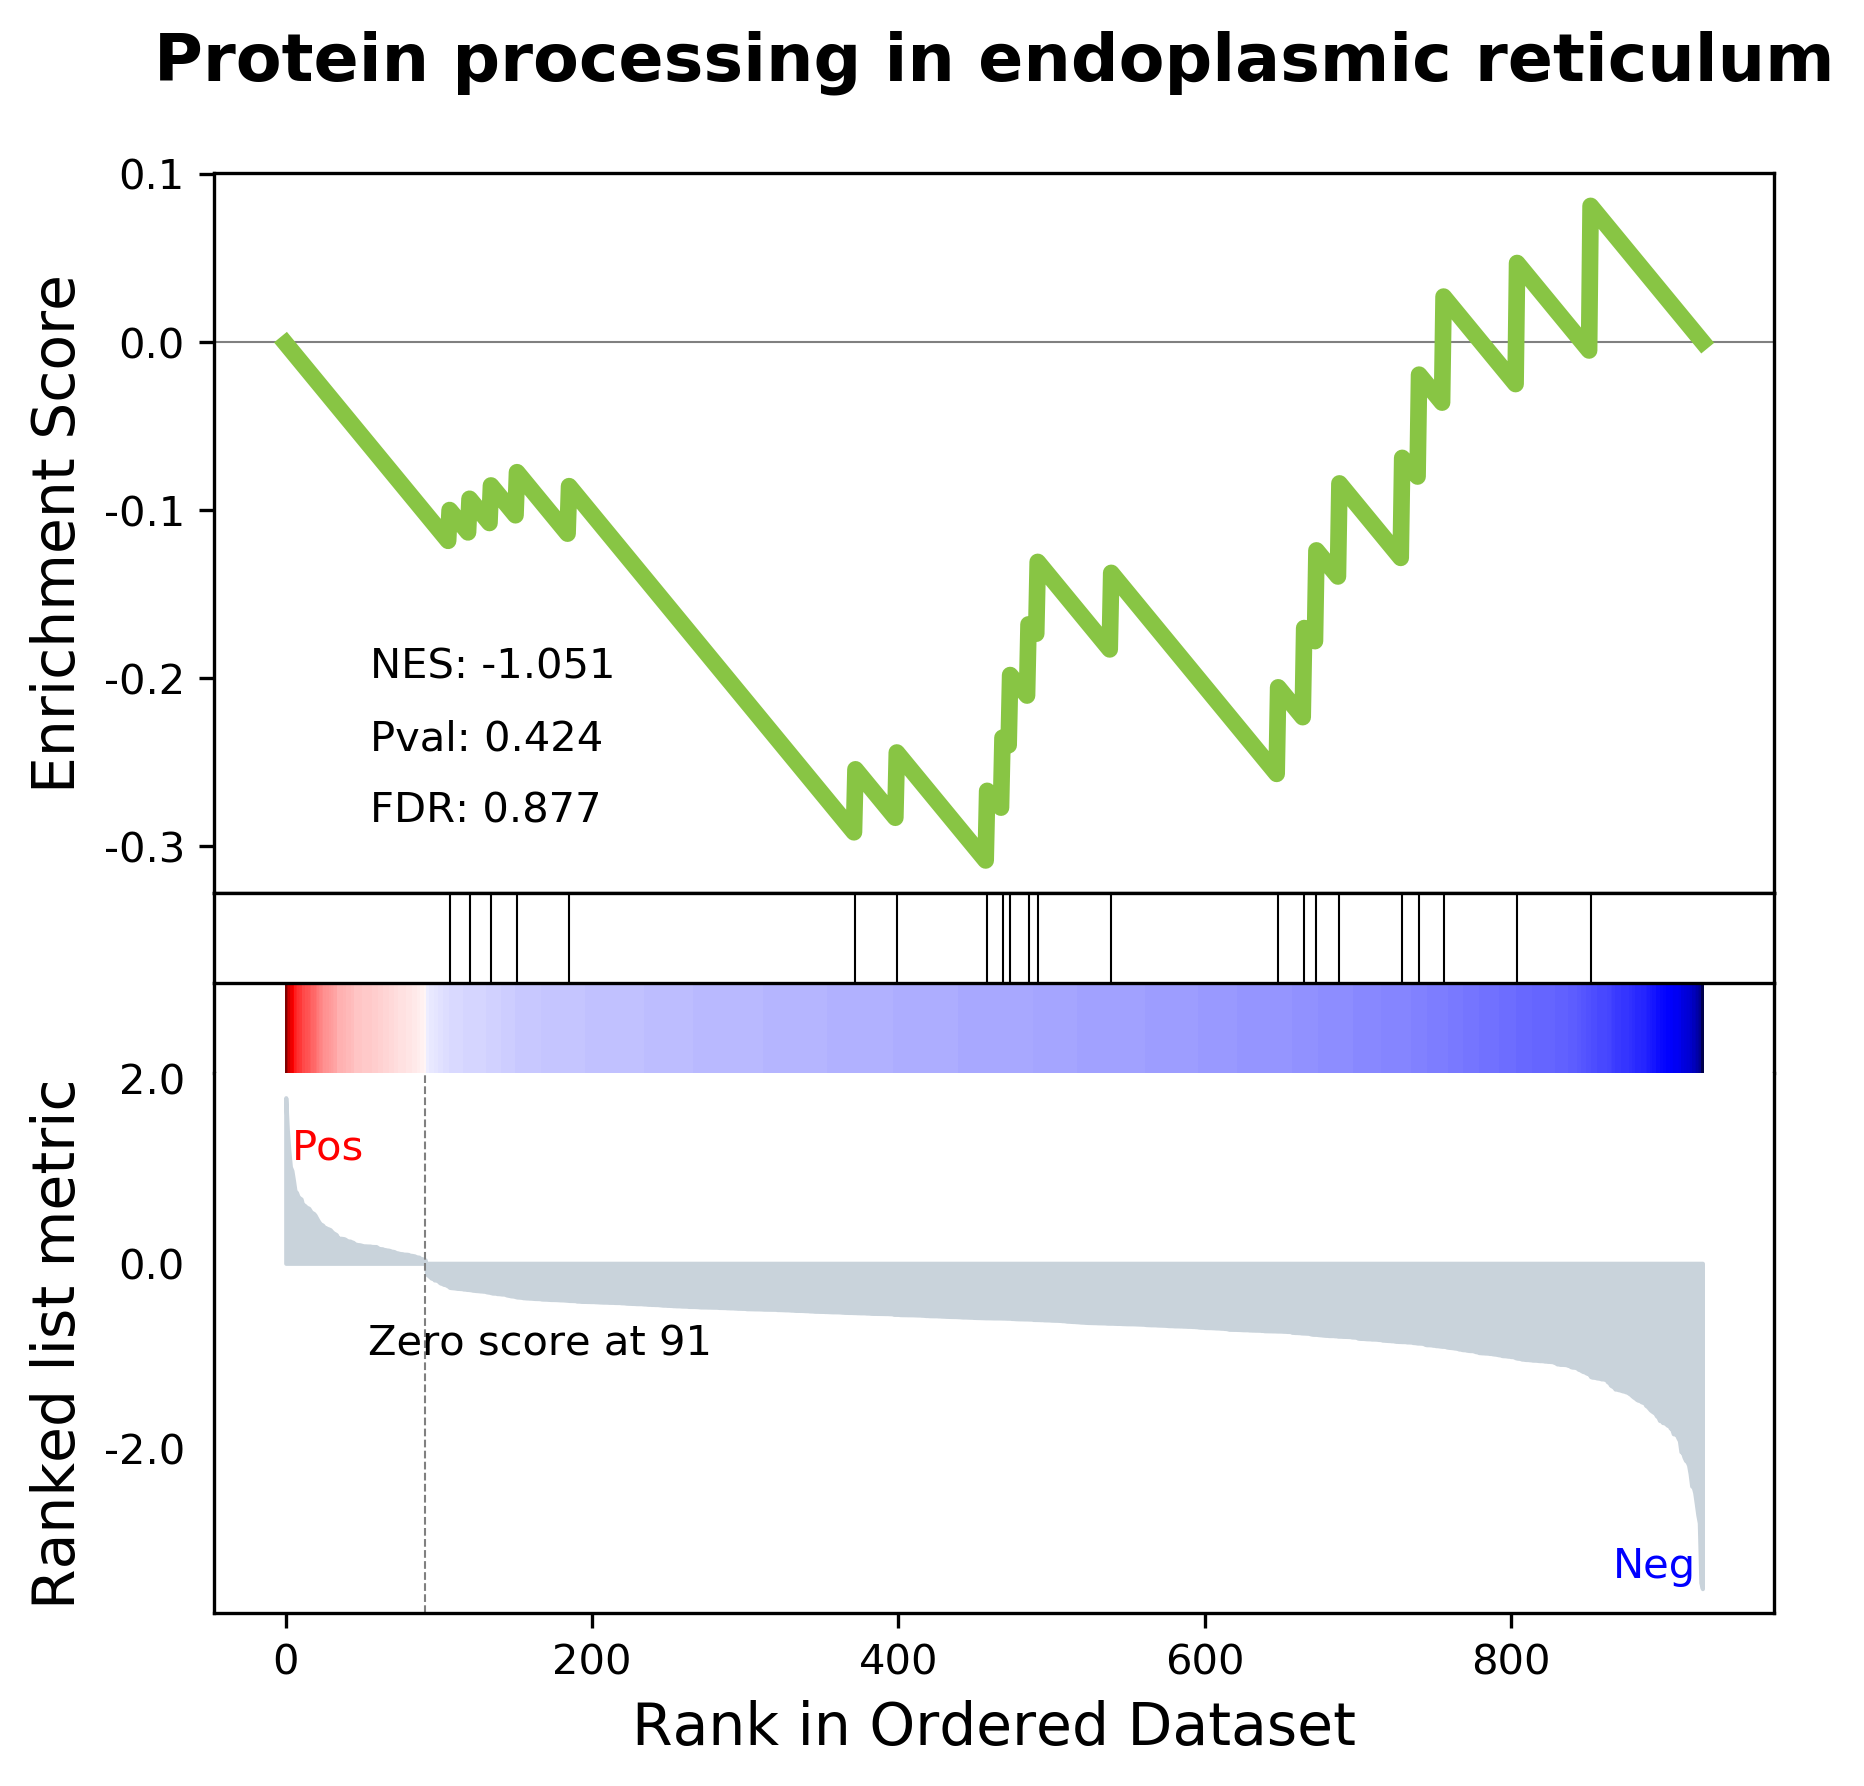 Protein processing in endoplasmic reticulum
Enrichment Score
0.1
0.0
-0.1
-0.2
-0.3
NES: -1.051
Pval: 0.424
FDR: 0.877
Ranked list metric
2.0
0.0
-2.0
Pos
Zero score at 91
Neg
0 200 400 600 800
Rank in Ordered Dataset